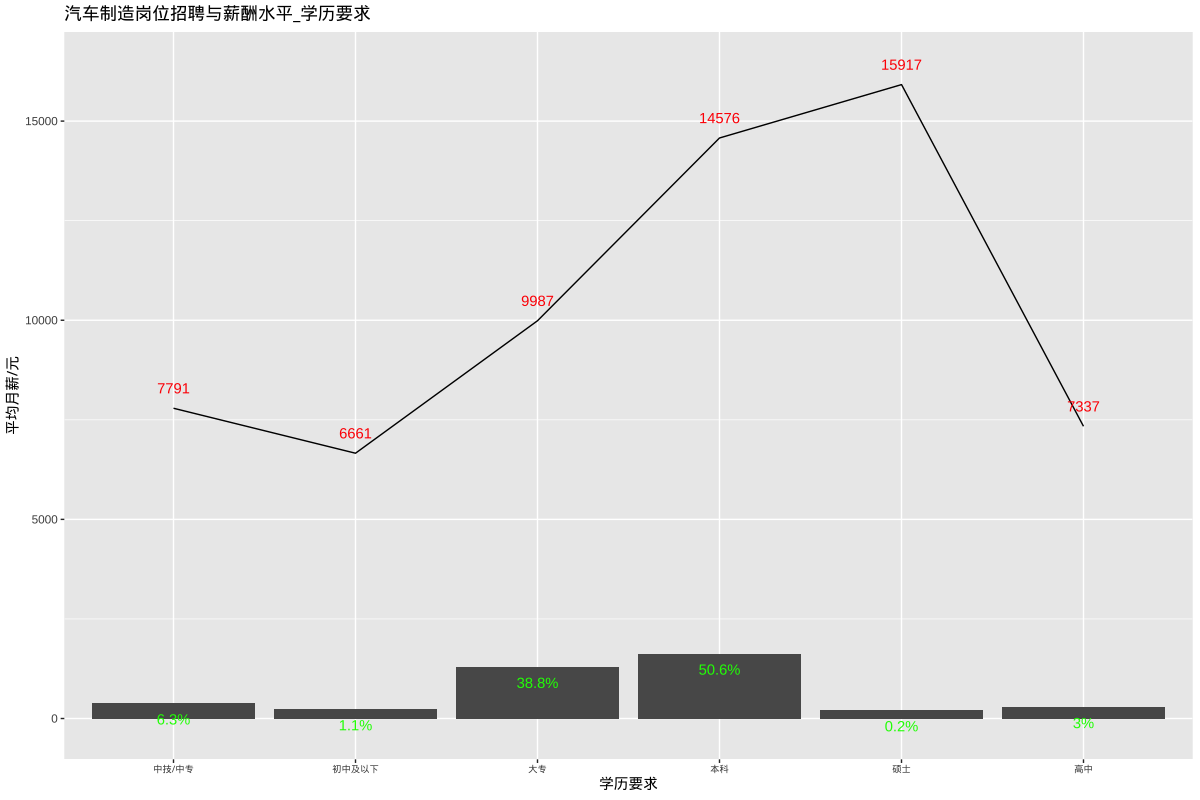 汽车制造岗位招聘与薪酬水平_学历要求
15917
14576
15000
9987
10000
平均月薪/元
7791
7337
6661
5000
50.6%
38.8%
0
6.3%
1.1%
0.2%
3%
中技/中专
初中及以下
大专
本科
硕士
高中
学历要求